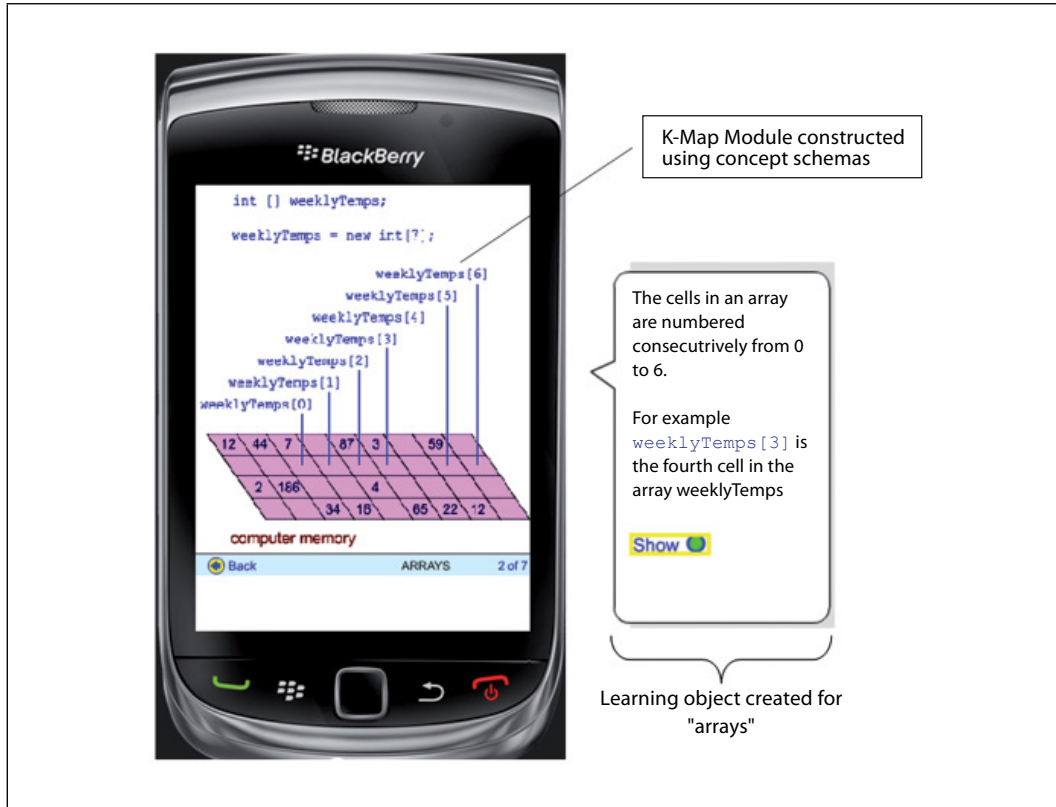 BlackBerry
int [] weeklyTemps;
weeklyTemps = new int[7];
weeklyTemps[6]
weeklyTemps[5]
weeklyTemps[4]
weeklyTemps[3]
weeklyTemps[2]
weeklyTemps[1]
weeklyTemps[0]
12 44 7 87 3 59
2 186 4
34 15 65 22 12
computer memory
Back ARRAYS 2 of 7
K-Map Module constructed
using concept schemas
The cells in an array
are numbered
consecutrively from 0
to 6.
For example
weeklyTemps[3] is
the fourth cell in the
array weeklyTemps
Show
Learning object created for
"arrays"